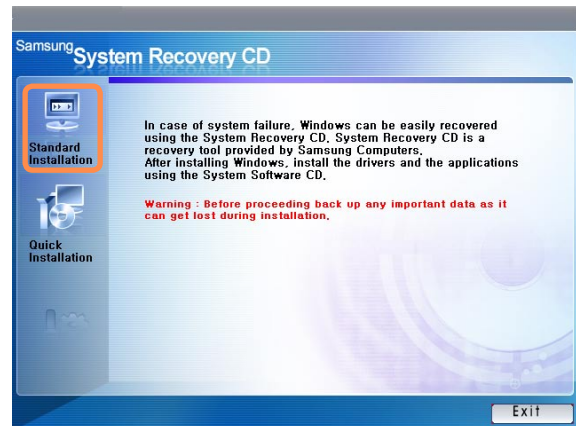 Samsung System Recovery CD
Standard
Installation
In case of system failure, Windows can be easily recovered
using the System Recovery CD, System Recovery CD is a
recovery tool provided by Samsung Computers,
After installing Windows, install the drivers and the applications
using the System Software CD,
Warning : Before proceeding back up any important data as it
can get lost during installation,
Quick
Installation
Exit